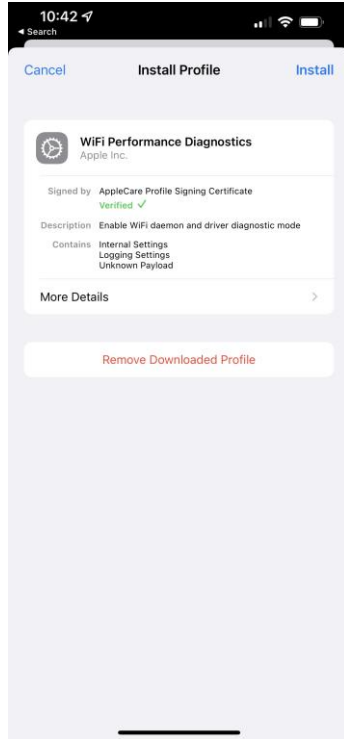 10:42
◀ Search
Cancel Install Profile Install
WiFi Performance Diagnostics
Apple Inc.
Signed by AppleCare Profile Signing Certificate
Verified ✓
Description Enable WiFi daemon and driver diagnostic mode
Contains Internal Settings
Logging Settings
Unknown Payload
More Details
Remove Downloaded Profile